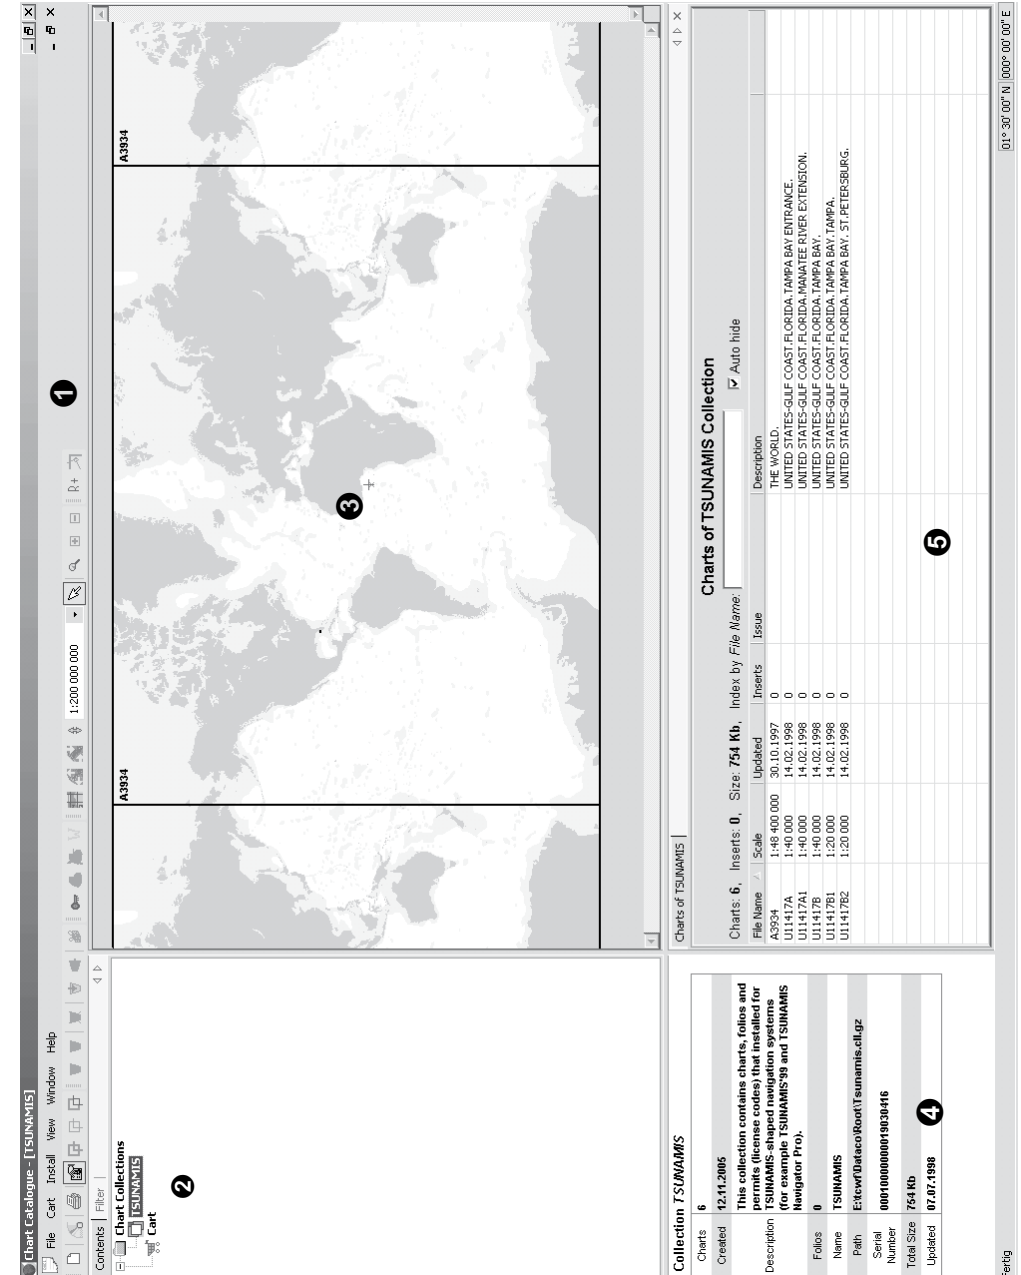 Chart Catalogue - [TSUNAMIS]
File Cart Install View Window Help
1:200 000 000 R+
1
Contents Filter
Chart Collections
TSUNAMIS
Cart
2
A3934 A3934
3
Collection TSUNAMIS
Charts 6
Created 12.11.2005
Description This collection contains charts, folios and
permits (license codes) that installed for
TSUNAMIS-shaped navigation systems
(for example TSUNAMIS'99 and TSUNAMIS
Navigator Pro).
Folios 0
Name TSUNAMIS
Path E:\tcwf\Dataco\Root\Tsunamis.cll.gz
Serial
Number 00010000000019030416
Total Size 754 Kb
Updated 07.07.1998
4
Charts of TSUNAMIS
Charts of TSUNAMIS Collection
Charts: 6, Inserts: 0, Size: 754 Kb, Index by File Name: Auto hide
File Name Scale Updated Inserts Issue Description
A3934 1:48 400 000 30.10.1997 0 THE WORLD.
U11417A 1:40 000 14.02.1998 0 UNITED STATES-GULF COAST.FLORIDA.TAMPA BAY ENTRANCE.
U11417A1 1:40 000 14.02.1998 0 UNITED STATES-GULF COAST.FLORIDA.MANATEE RIVER EXTENSION.
U11417B 1:40 000 14.02.1998 0 UNITED STATES-GULF COAST.FLORIDA.TAMPA BAY.
U11417B1 1:20 000 14.02.1998 0 UNITED STATES-GULF COAST.FLORIDA.TAMPA BAY.TAMPA.
U11417B2 1:20 000 14.02.1998 0 UNITED STATES-GULF COAST.FLORIDA.TAMPA BAY. ST.PETERSBURG.
5
Fertig 01° 30' 00" N 000° 00' 00" E